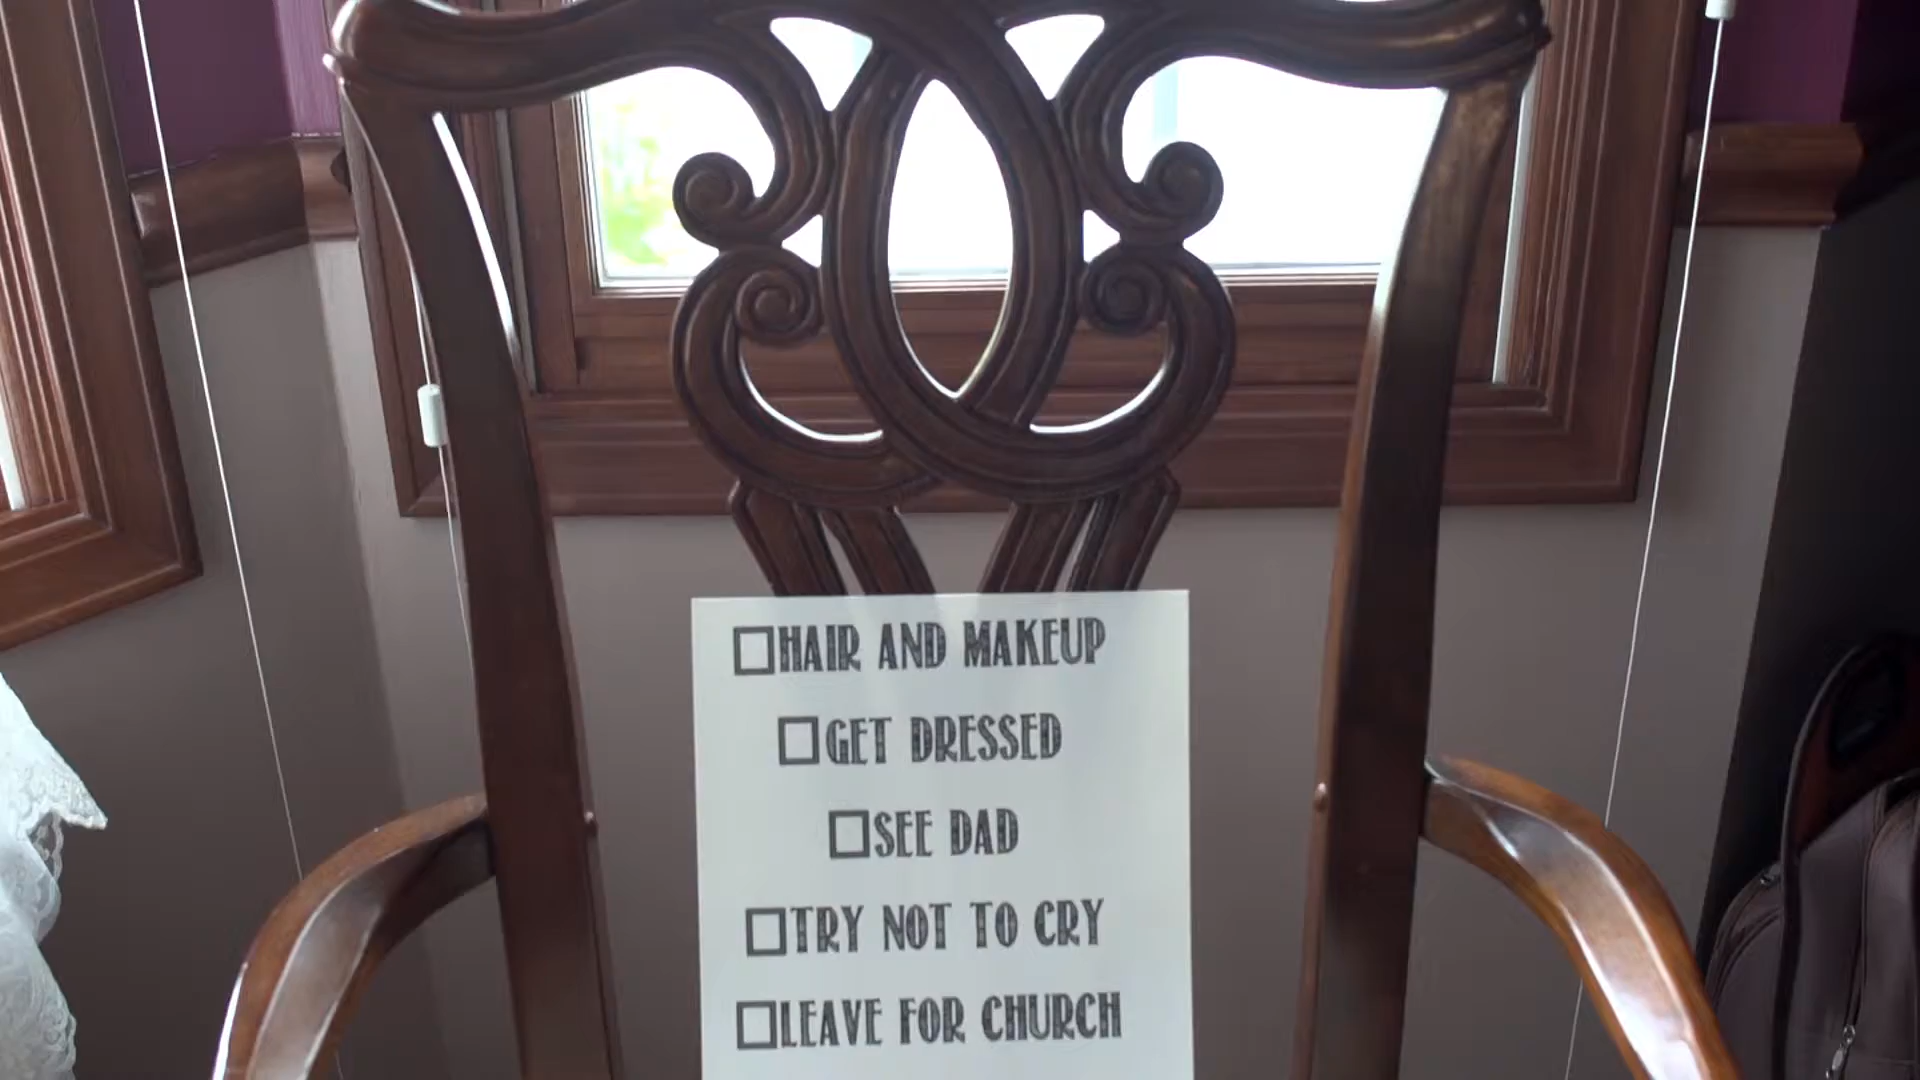 ☐HAIR AND MAKEUP
☐GET DRESSED
☐SEE DAD
☐TRY NOT TO CRY
☐LEAVE FOR CHURCH